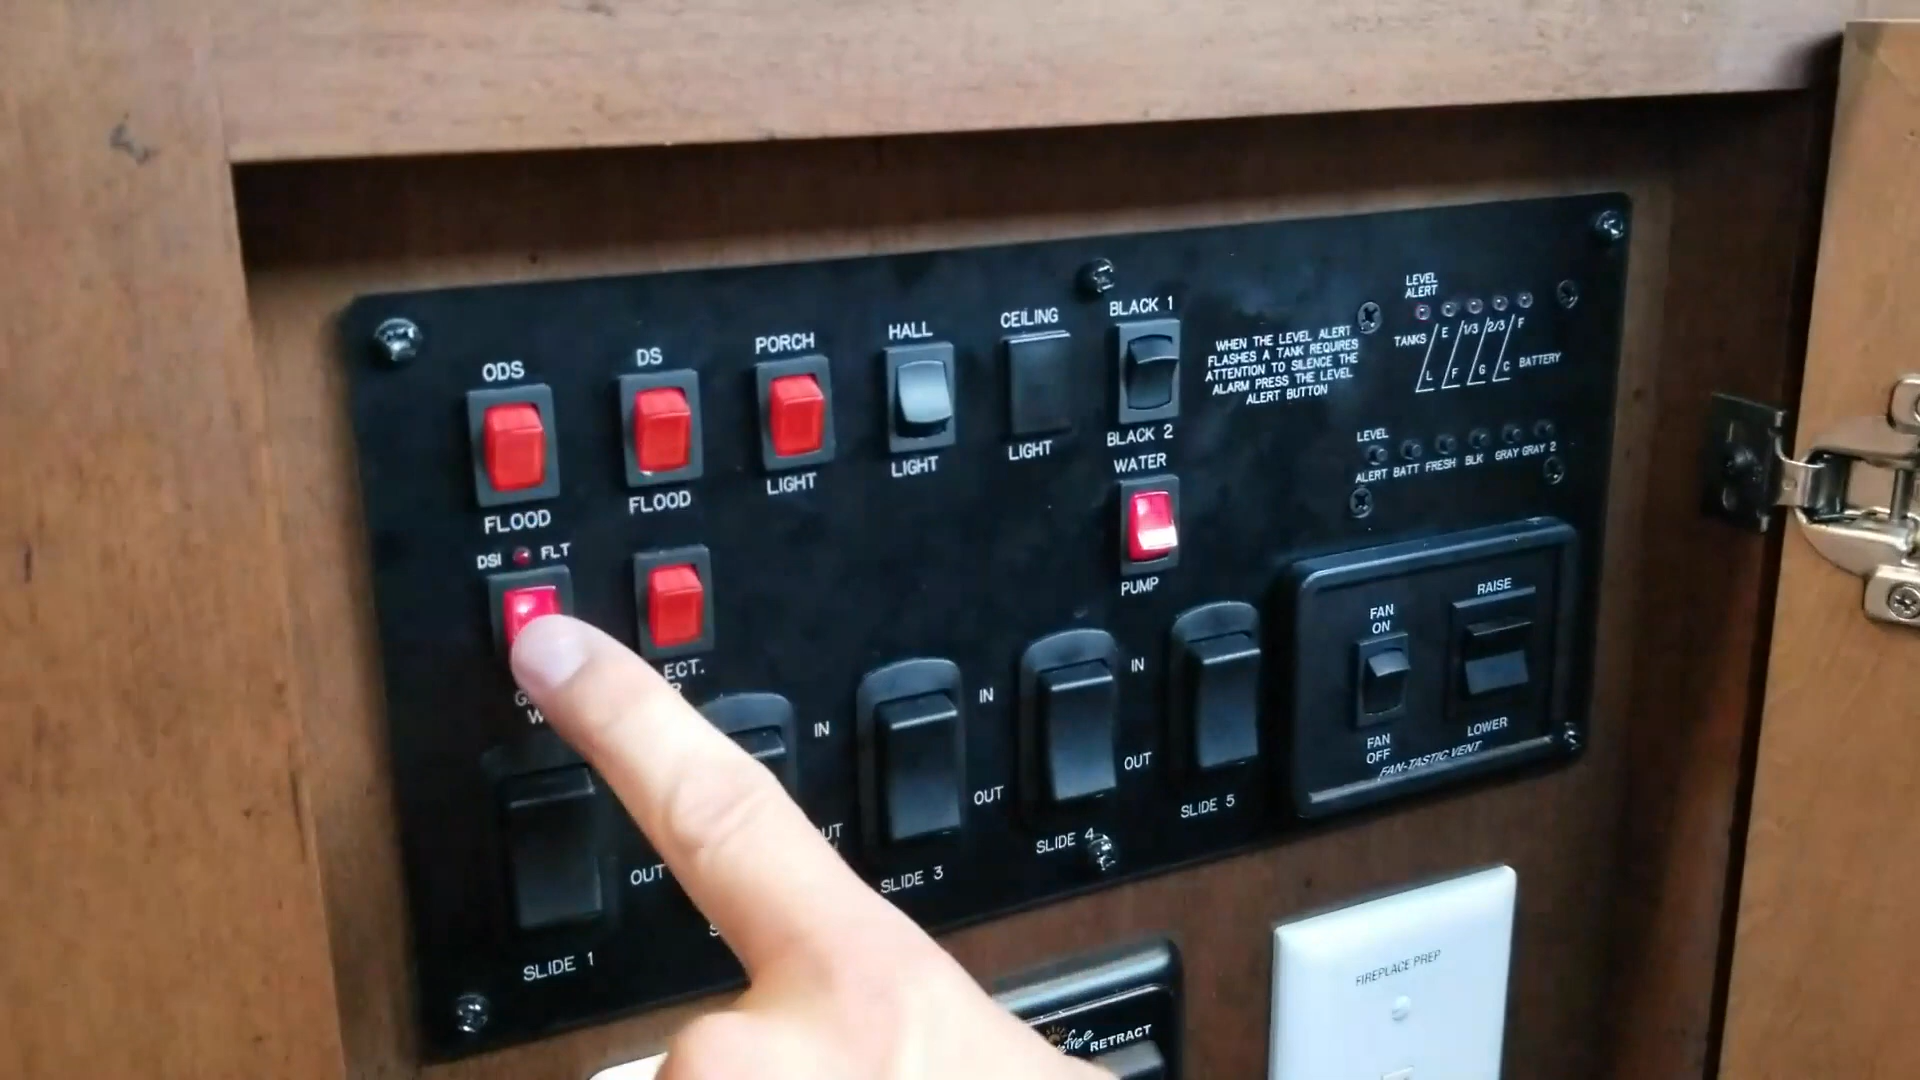 ODS
FLOOD
DS
FLOOD
PORCH
LIGHT
HALL
LIGHT
CEILING
LIGHT
BLACK 1
BLACK 2
WHEN THE LEVEL ALERT
FLASHES A TANK REQUIRES
ATTENTION TO SILENCE THE
ALARM PRESS THE LEVEL
ALERT BUTTON
LEVEL
ALERT
TANKS E 1/3 2/3 F
L F G C BATTERY
LEVEL
ALERT BATT FRESH BLK GRAY GRAY 2
DSI FLT
ECT.
WATER
PUMP
OUT
SLIDE 1
IN
OUT
IN
OUT
SLIDE 3
IN
OUT
SLIDE 4
SLIDE 5
FAN
ON
FAN
OFF
RAISE
LOWER
FAN-TASTIC VENT
RETRACT
FIREPLACE PREP